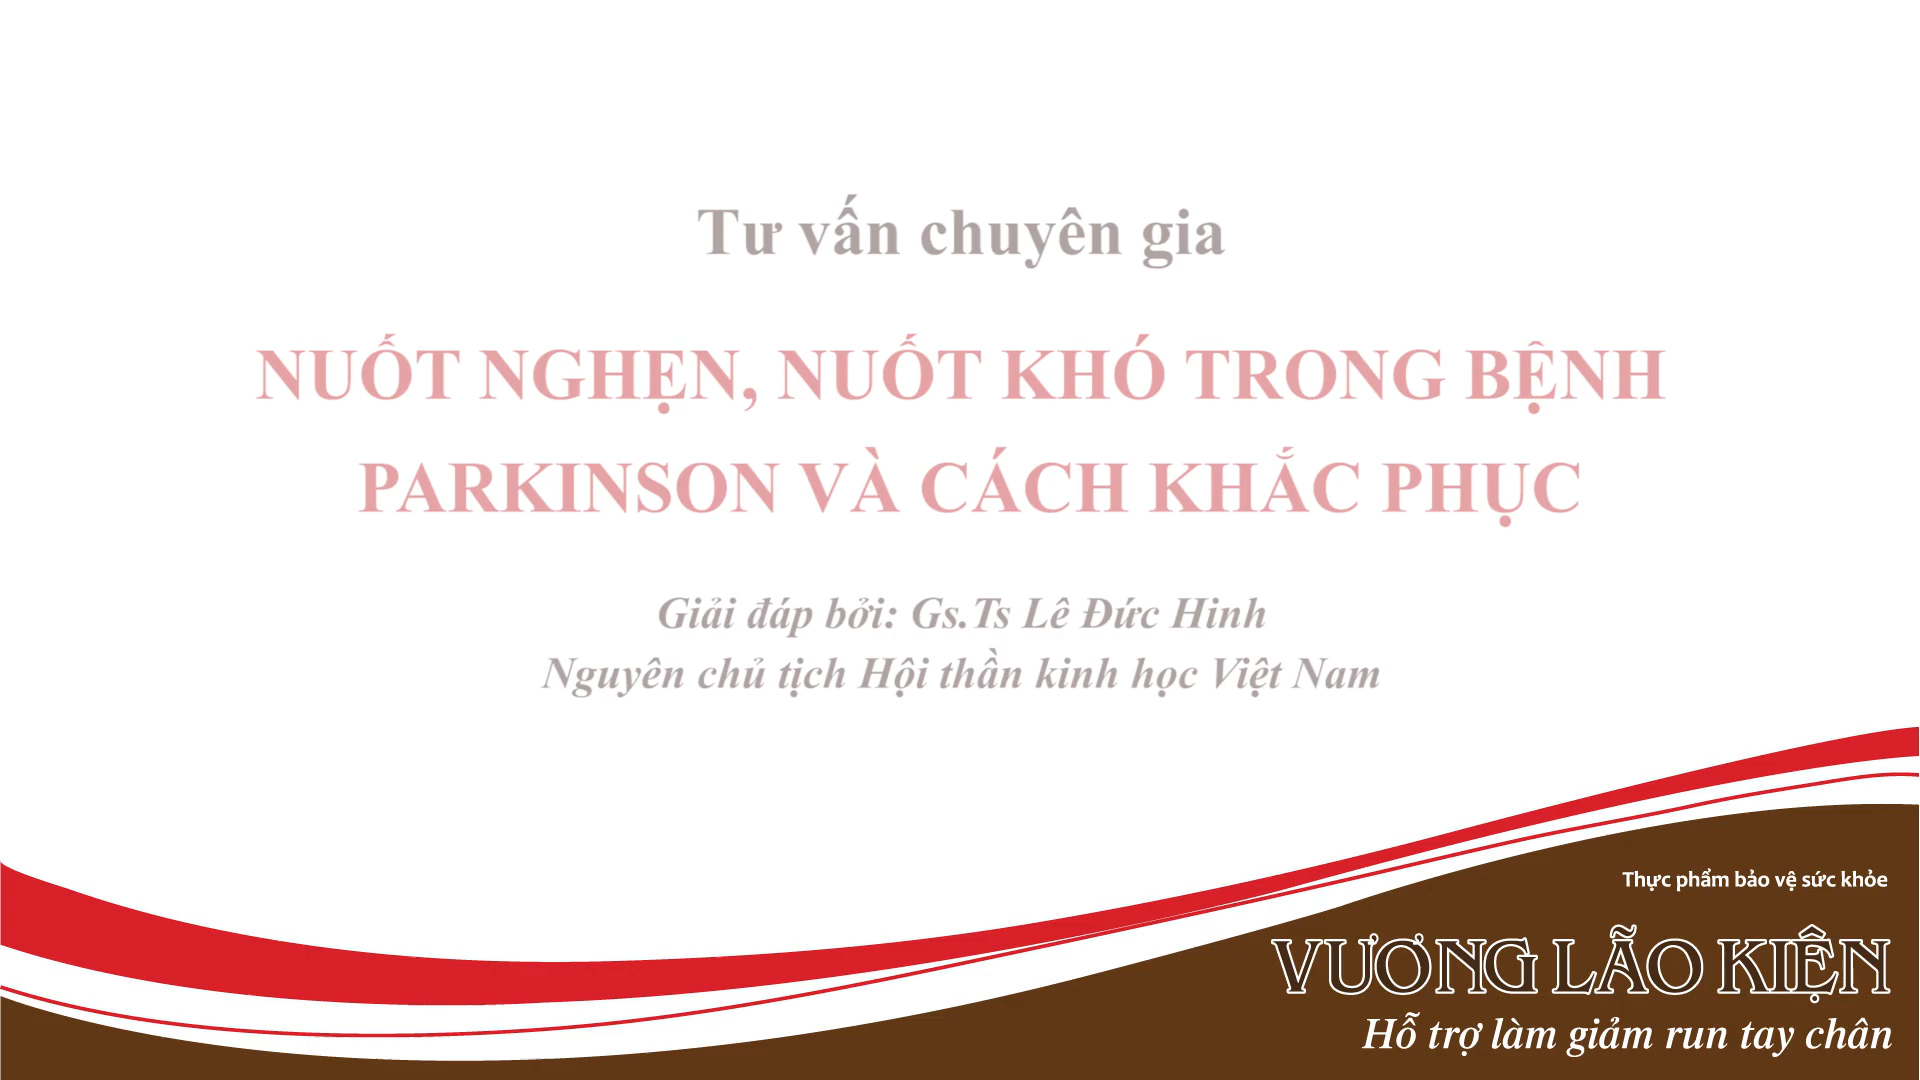 Tư vấn chuyên gia
NUỐT NGHẸN, NUỐT KHÓ TRONG BỆNH
PARKINSON VÀ CÁCH KHẮC PHỤC
Giải đáp bởi: Gs.Ts Lê Đức Hinh
Nguyên chủ tịch Hội thần kinh học Việt Nam
Thực phẩm bảo vệ sức khỏe
VƯƠNG LÃO KIỆN
Hỗ trợ làm giảm run tay chân